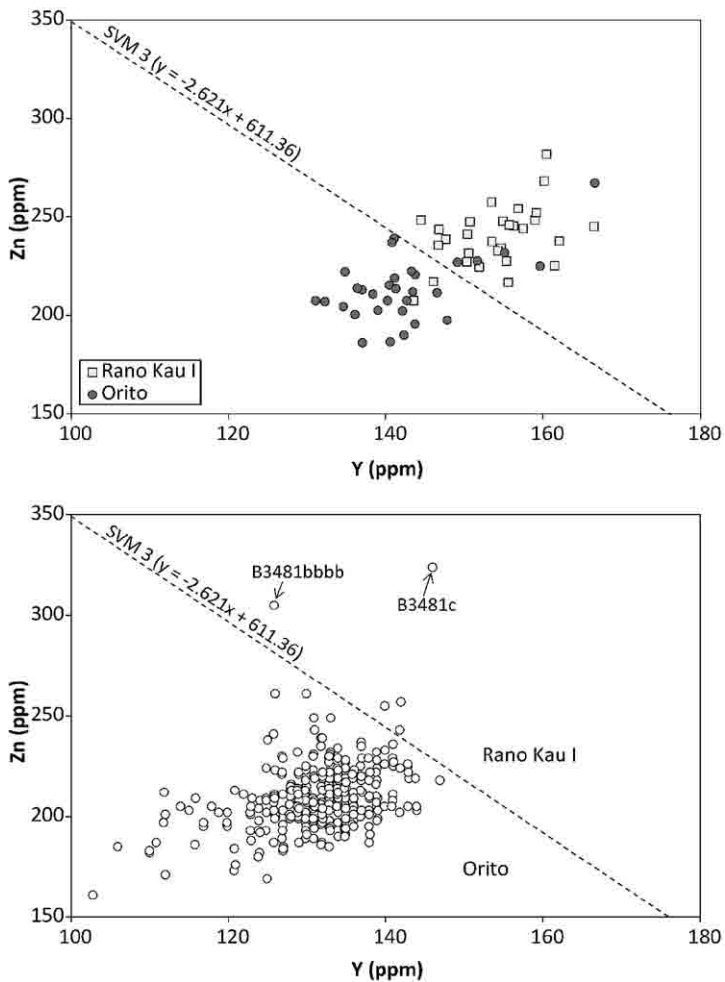 350
300
250
200
150
Zn (ppm)
SVM 3 (y = -2.621x + 611.36)
Rano Kau I
Orito
100
120
140
160
180
Y (ppm)
350
300
250
200
150
Zn (ppm)
SVM 3 (y = -2.621x + 611.36)
B3481bbbb
B3481c
Rano Kau I
Orito
100
120
140
160
180
Y (ppm)